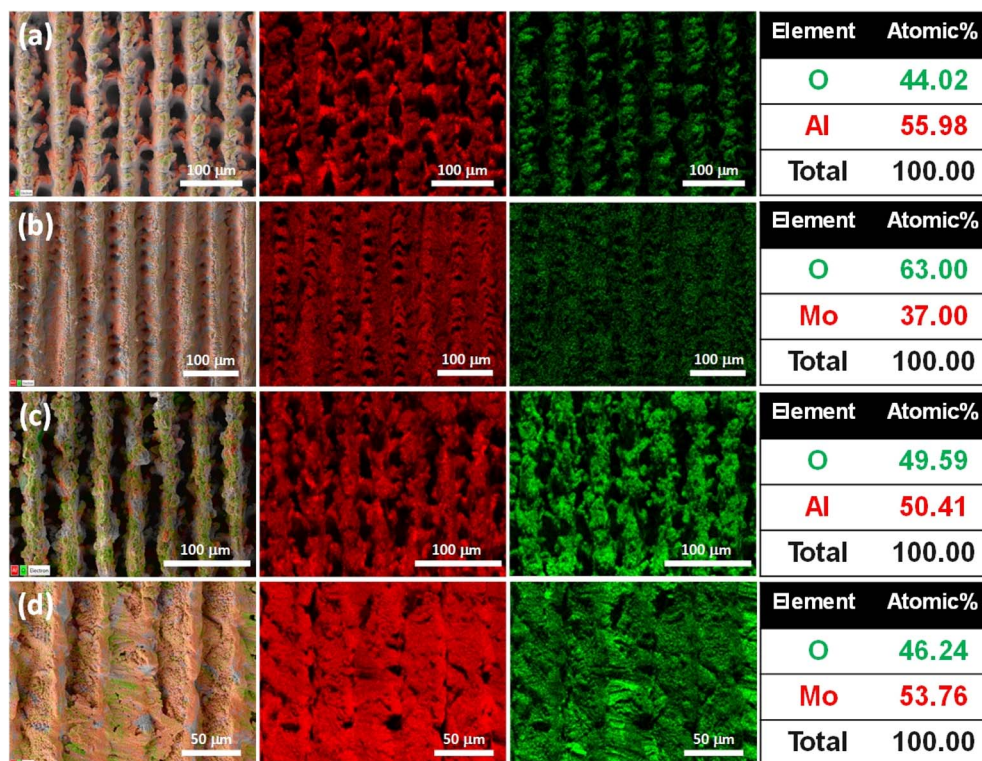 (a)
100 μm
100 μm
100 μm
Element Atomic%
O 44.02
Al 55.98
Total 100.00
(b)
100 μm
100 μm
100 μm
Element Atomic%
O 63.00
Mo 37.00
Total 100.00
(c)
100 μm
100 μm
100 μm
Electron
Element Atomic%
O 49.59
Al 50.41
Total 100.00
(d)
50 μm
50 μm
50 μm
Element Atomic%
O 46.24
Mo 53.76
Total 100.00